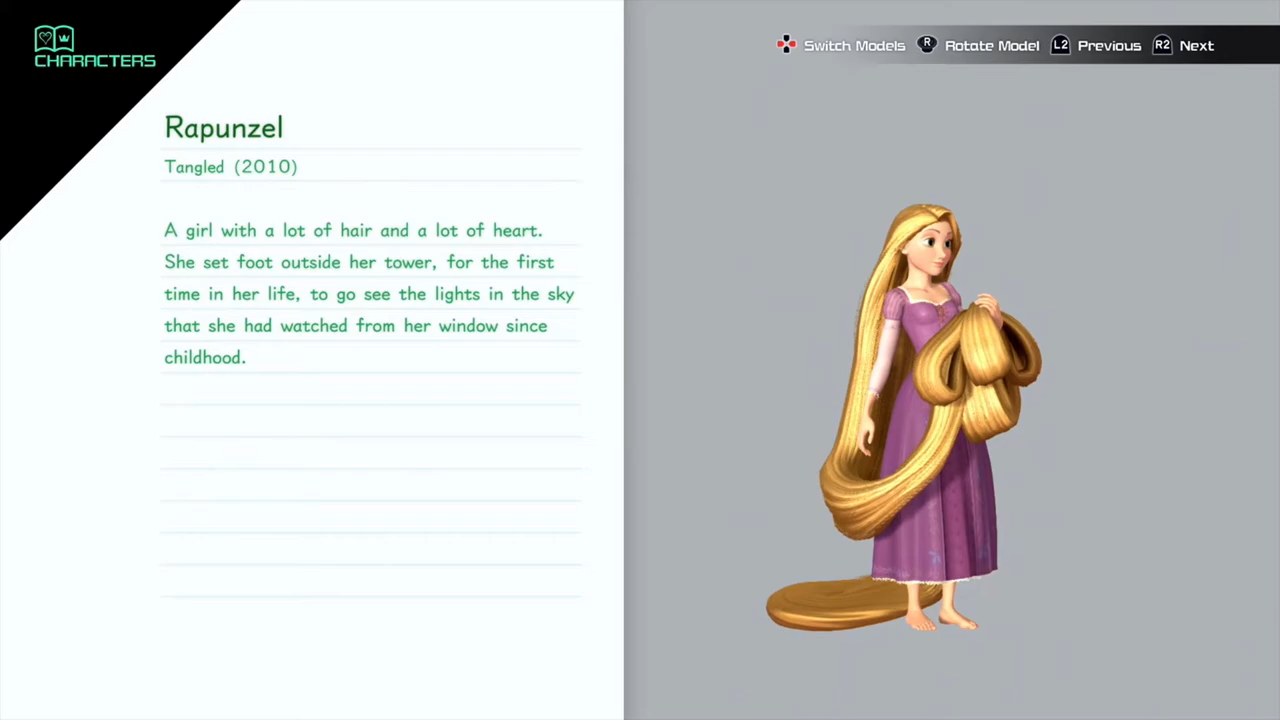 CHARACTERS
Switch Models R Rotate Model L2 Previous R2 Next
Rapunzel
Tangled (2010)
A girl with a lot of hair and a lot of heart.
She set foot outside her tower, for the first
time in her life, to go see the lights in the sky
that she had watched from her window since
childhood.